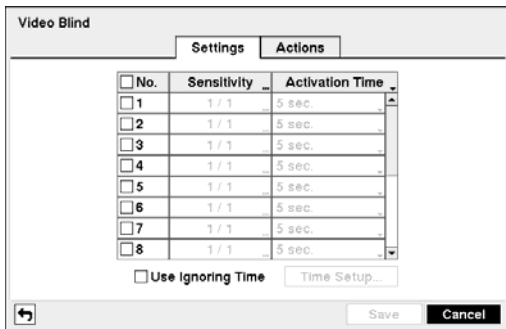 Video Blind
Settings Actions
No. Sensitivity ... Activation Time
1 1 / 1 ... 5 sec.
2 1 / 1 ... 5 sec.
3 1 / 1 ... 5 sec.
4 1 / 1 ... 5 sec.
5 1 / 1 ... 5 sec.
6 1 / 1 ... 5 sec.
7 1 / 1 ... 5 sec.
8 1 / 1 ... 5 sec.
Use Ignoring Time Time Setup...
Save Cancel